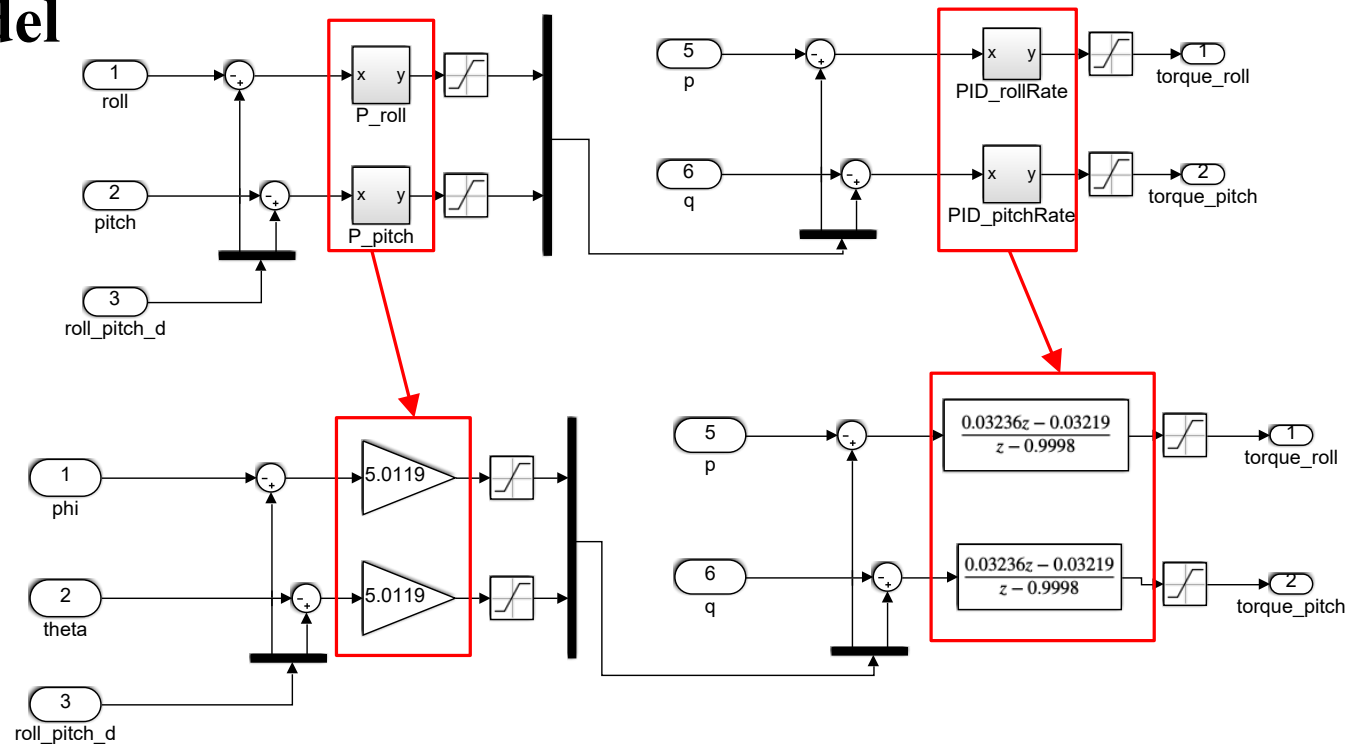 del
1
roll
- +
x y
P_roll
2
pitch
- +
x y
P_pitch
3
roll_pitch_d
5
p
- +
x y
PID_rollRate
1
torque_roll
6
q
- +
x y
PID_pitchRate
2
torque_pitch
1
phi
- +
5.0119
2
theta
- +
5.0119
3
roll_pitch_d
5
p
- +
0.03236z − 0.03219
z − 0.9998
1
torque_roll
6
q
- +
0.03236z − 0.03219
z − 0.9998
2
torque_pitch